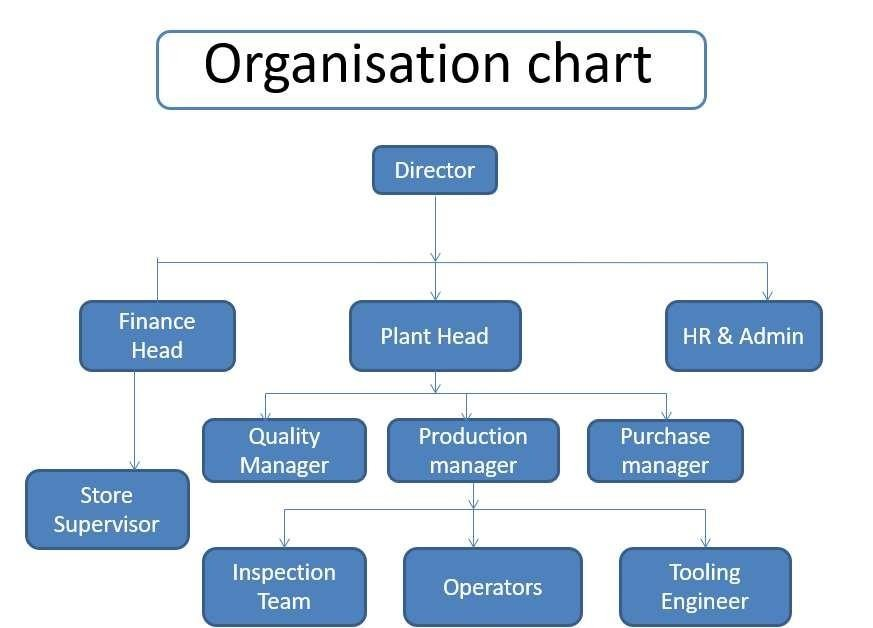 Organisation chart
Director
Finance
Head
Plant Head
HR & Admin
Quality
Manager
Production
manager
Purchase
manager
Store
Supervisor
Inspection
Team
Operators
Tooling
Engineer